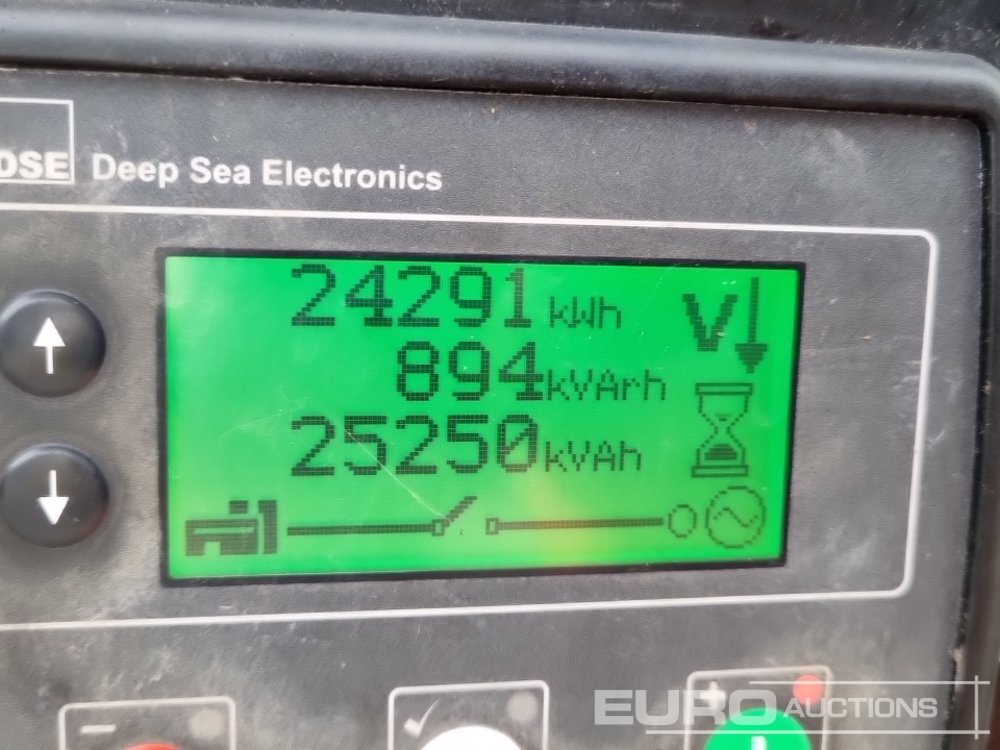 DSE Deep Sea Electronics
24291 kWh
V
894 kVArh
25250 kVAh
EURO AUCTIONS